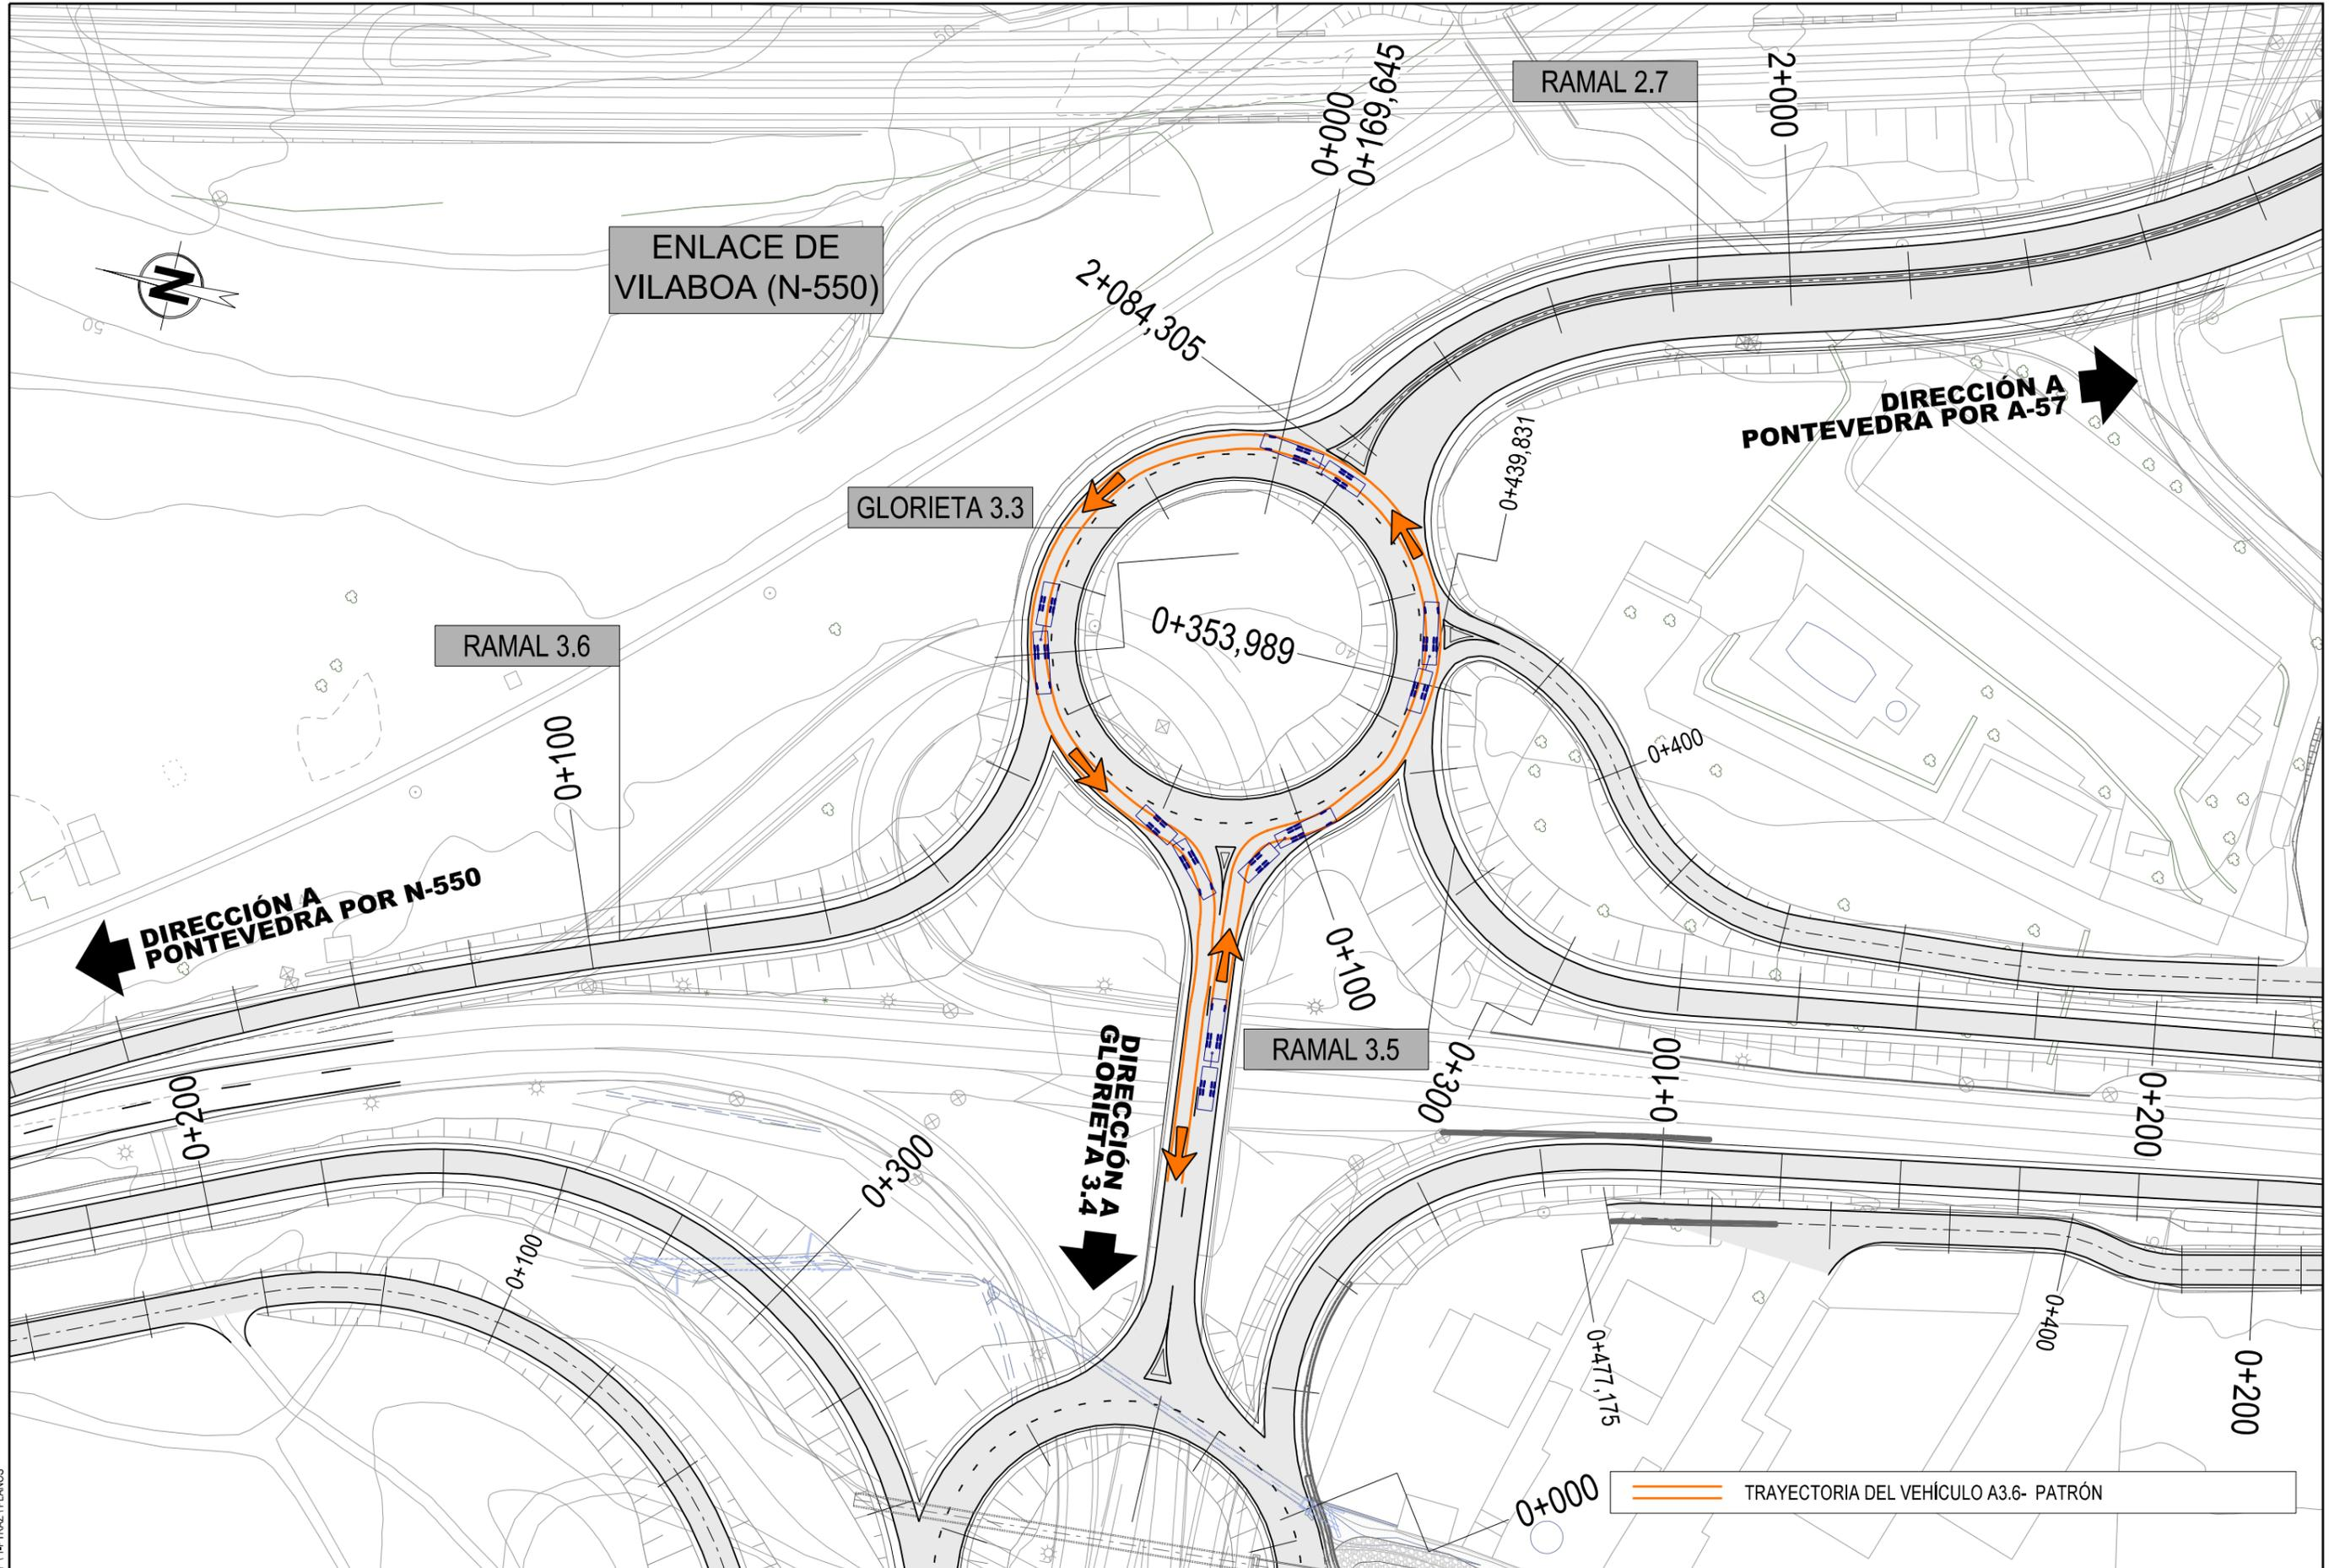 50
0+000
0+169,645
RAMAL 2.7
2+000
ENLACE DE
VILABOA (N-550)
N
50
2+084,305
DIRECCIÓN A
PONTEVEDRA POR A-57
0+439,831
GLORIETA 3.3
0+353,989
40
RAMAL 3.6
0+100
0+400
DIRECCIÓN A
PONTEVEDRA POR N-550
0+100
RAMAL 3.5
DIRECCIÓN A
GLORIETA 3.4
0+300
0+100
0+200
0+200
0+300
0+100
0+400
0+477,175
0+200
0+000
TRAYECTORIA DEL VEHÍCULO A3.6- PATRÓN